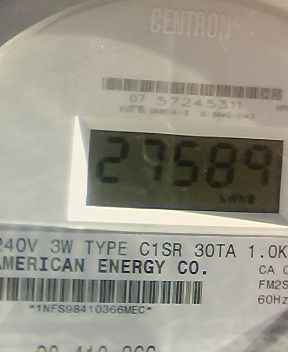 CENTRON®
07 57245311
27589
kWh
240V 3W TYPE C1SR 30TA 1.0K
AMERICAN ENERGY CO.
CA 0
FM2S
60Hz
*1NFS98410366MEC*